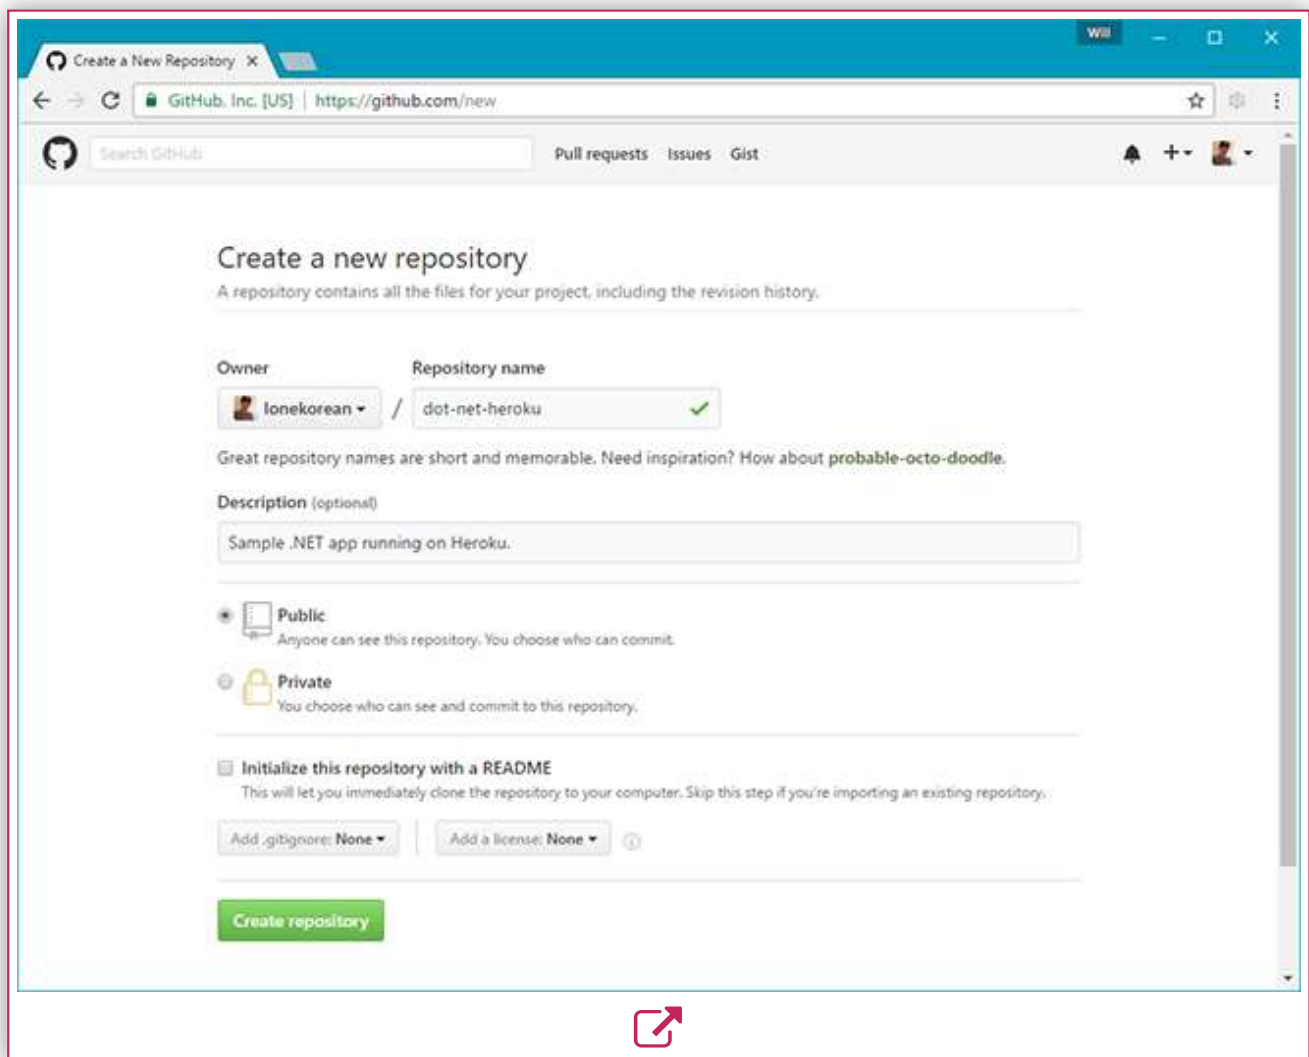 Will
Create a New Repository
GitHub, Inc. [US] | https://github.com/new
Search GitHub
Pull requests Issues Gist
Create a new repository
A repository contains all the files for your project, including the revision history.
Owner Repository name
lonekorean / dot-net-heroku
Great repository names are short and memorable. Need inspiration? How about probable-octo-doodle.
Description (optional)
Sample .NET app running on Heroku.
Public
Anyone can see this repository. You choose who can commit.
Private
You choose who can see and commit to this repository.
Initialize this repository with a README
This will let you immediately clone the repository to your computer. Skip this step if you're importing an existing repository.
Add .gitignore: None Add a license: None
Create repository